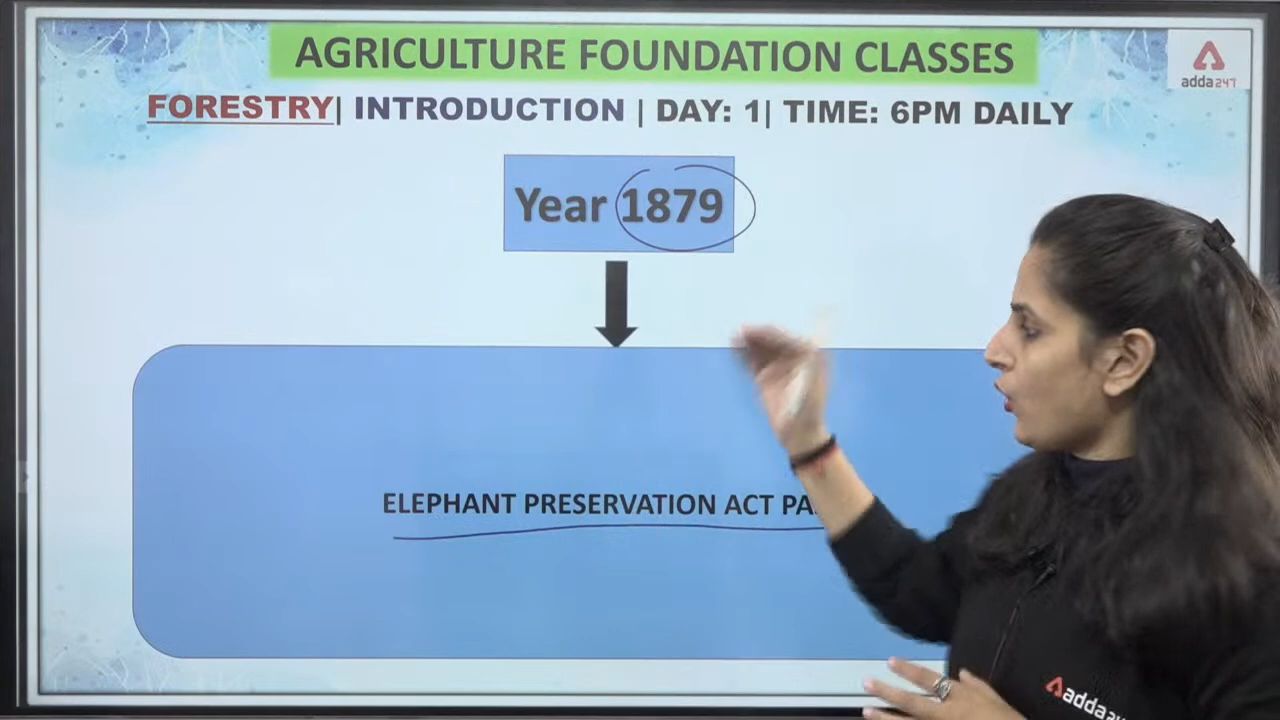 AGRICULTURE FOUNDATION CLASSES
adda247
FORESTRY| INTRODUCTION | DAY: 1| TIME: 6PM DAILY
Year 1879
ELEPHANT PRESERVATION ACT